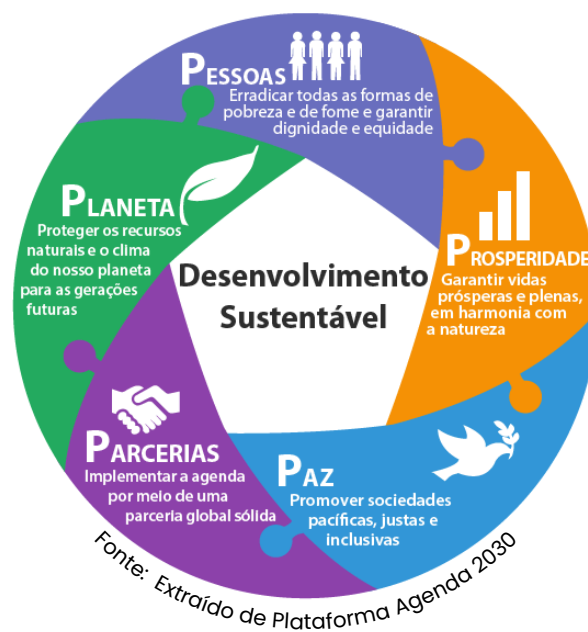 PESSOAS
Erradicar todas as formas de
pobreza e de fome e garantir
dignidade e equidade
PROSPERIDADE
Garantir vidas
prósperas e plenas,
em harmonia com
a natureza
PAZ
Promover sociedades
pacíficas, justas e
inclusivas
PARCERIAS
Implementar a agenda
por meio de uma
parceria global sólida
PLANETA
Proteger os recursos
naturais e o clima
do nosso planeta
para as gerações
futuras
Desenvolvimento
Sustentável
Fonte: Extraído de Plataforma Agenda 2030